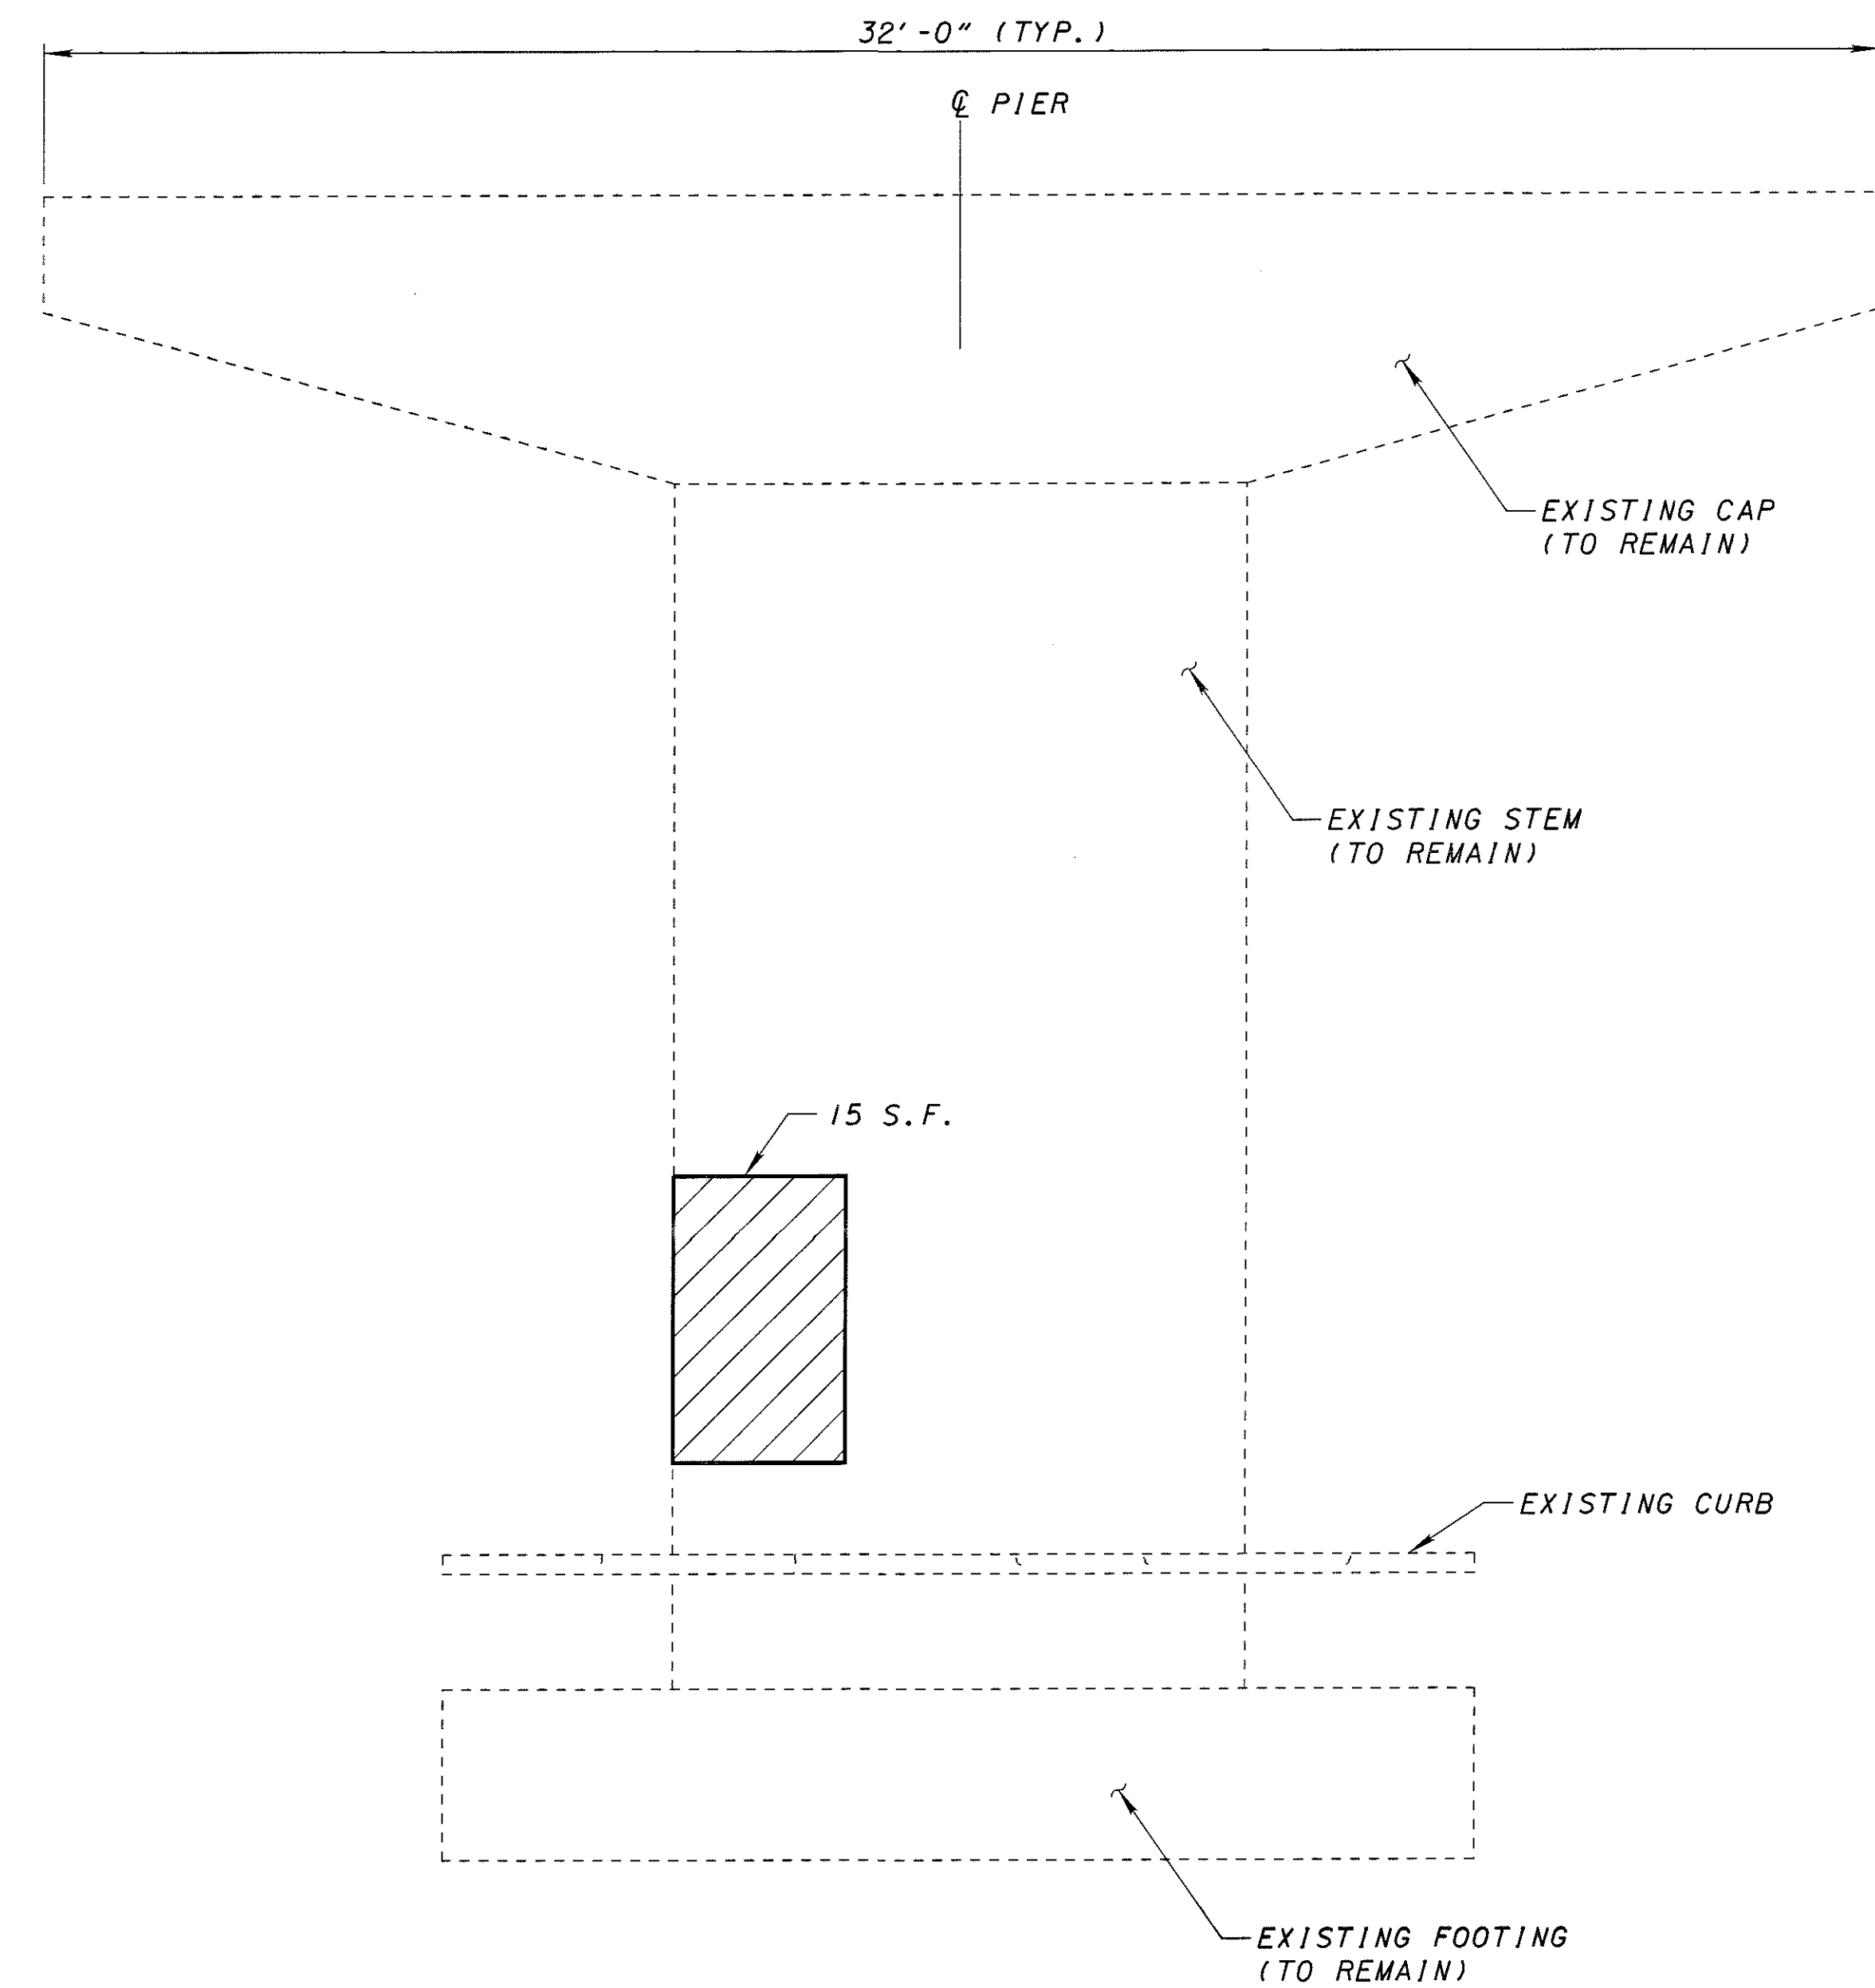 32'-0" (TYP.)
℄ PIER
EXISTING CAP
(TO REMAIN)
EXISTING STEM
(TO REMAIN)
15 S.F.
EXISTING CURB
EXISTING FOOTING
(TO REMAIN)